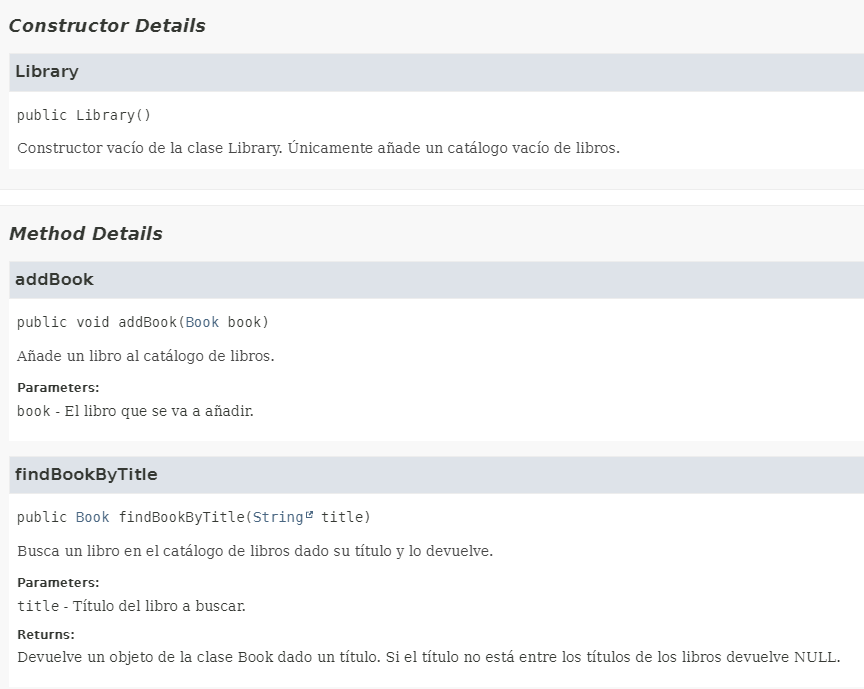 Constructor Details
Library
public Library()
Constructor vacío de la clase Library. Únicamente añade un catálogo vacío de libros.
Method Details
addBook
public void addBook(Book book)
Añade un libro al catálogo de libros.
Parameters:
book - El libro que se va a añadir.
findBookByTitle
public Book findBookByTitle(String title)
Busca un libro en el catálogo de libros dado su título y lo devuelve.
Parameters:
title - Título del libro a buscar.
Returns:
Devuelve un objeto de la clase Book dado un título. Si el título no está entre los títulos de los libros devuelve NULL.